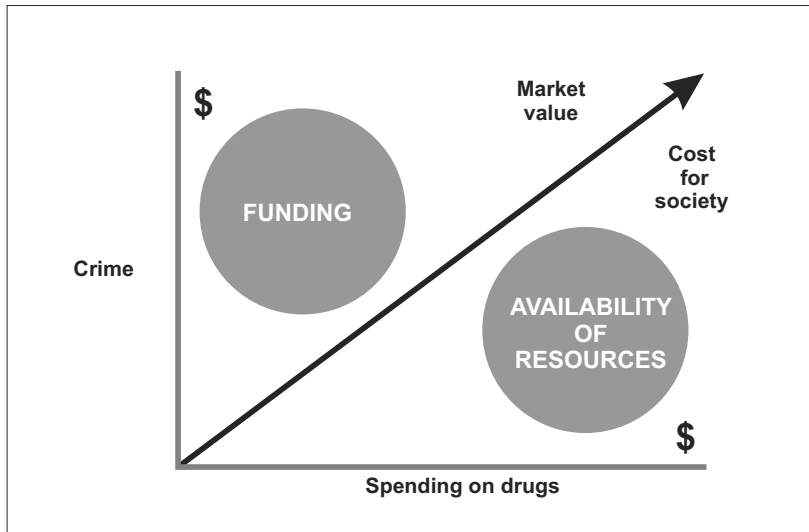 $
Market
value
Cost
for
society
FUNDING
Crime
AVAILABILITY
OF
RESOURCES
$
Spending on drugs